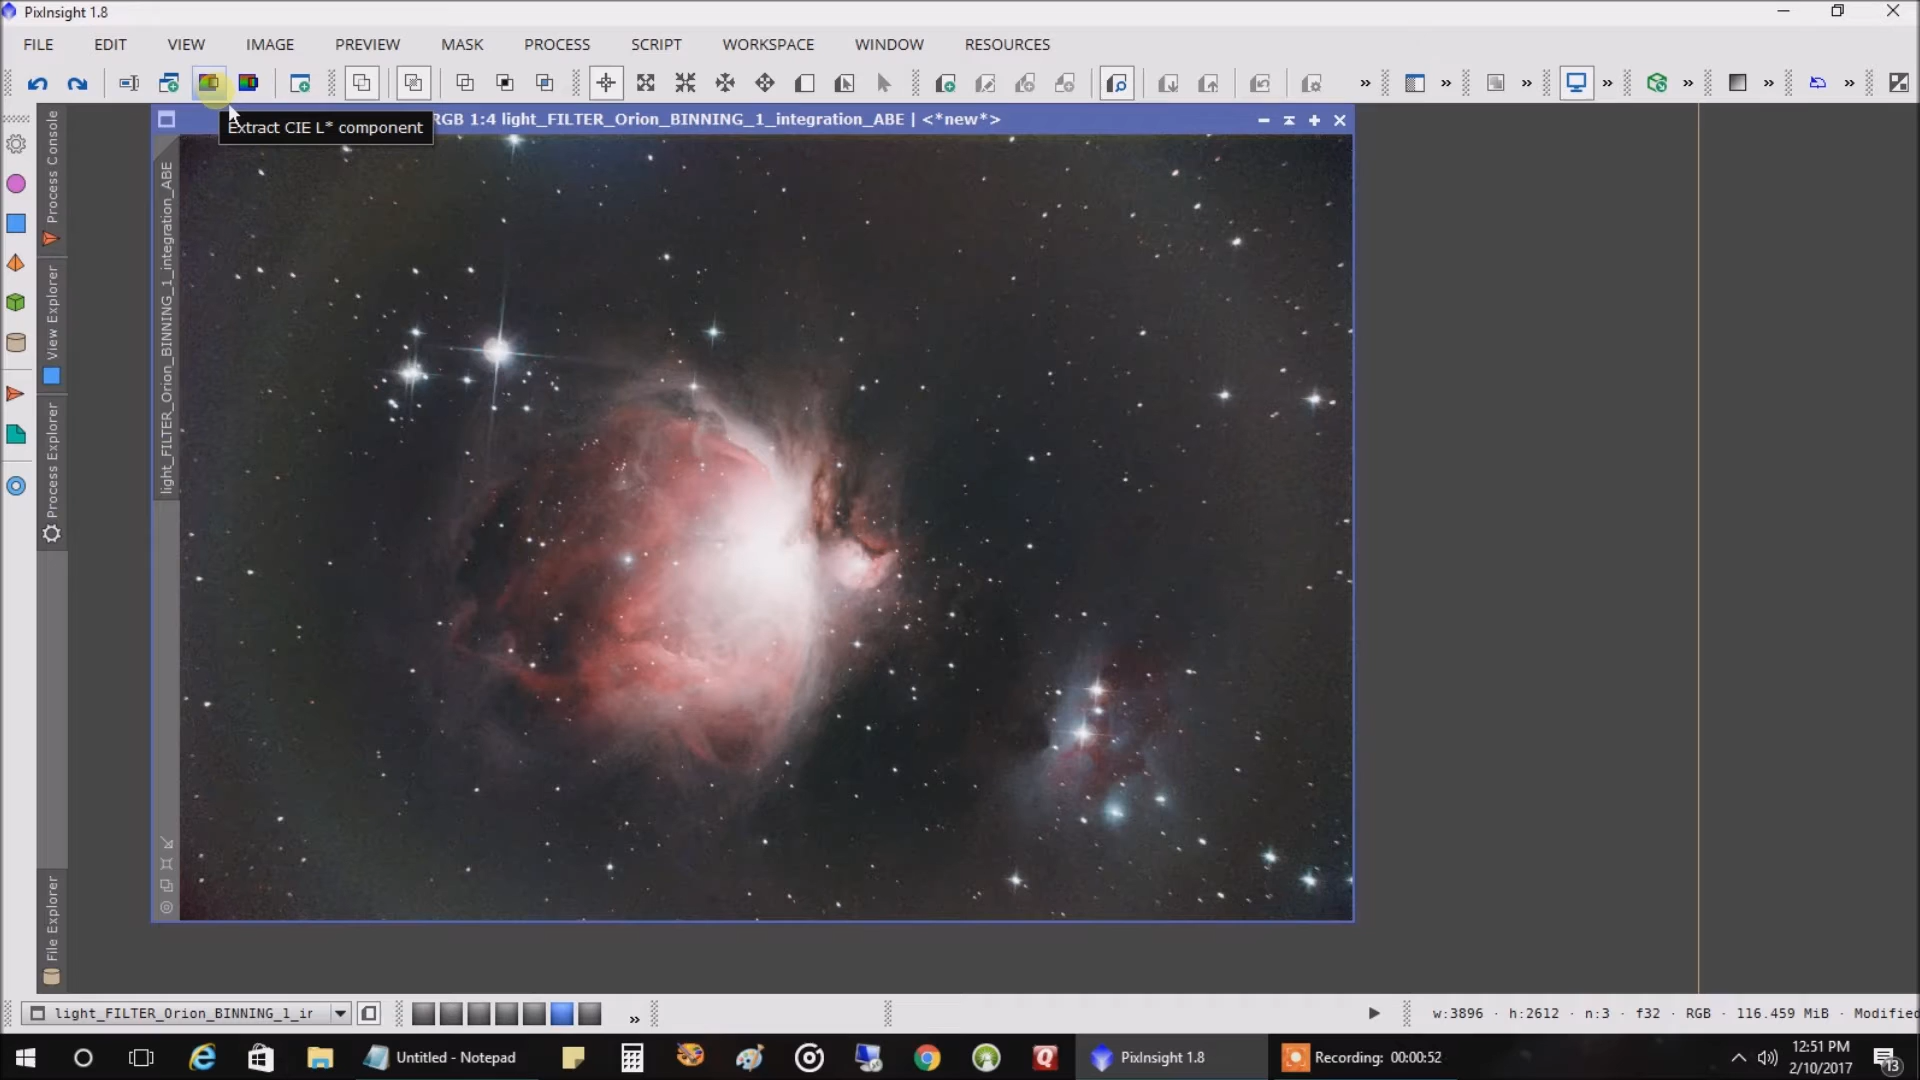 PixInsight 1.8
FILE EDIT VIEW IMAGE PREVIEW MASK PROCESS SCRIPT WORKSPACE WINDOW RESOURCES
RGB 1:4 light_FILTER_Orion_BINNING_1_integration_ABE | <*new*>
Extract CIE L* component
Process Console
View Explorer
Process Explorer
File Explorer
light_FILTER_Orion_BINNING_1_integration_ABE
light_FILTER_Orion_BINNING_1_ir
w:3896 · h:2612 · n:3 · f32 · RGB · 116.459 MiB · Modified
Untitled - Notepad
PixInsight 1.8
Recording: 00:00:52
12:51 PM
2/10/2017
13